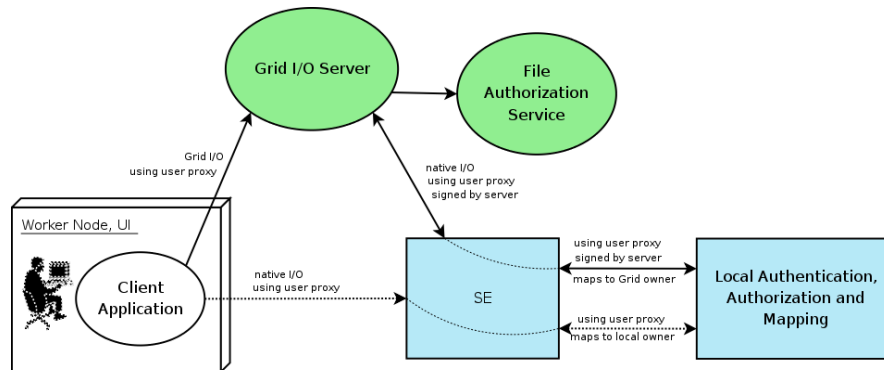 Grid I/O Server
File
Authorization
Service
Grid I/O
using user proxy
native I/O
using user proxy
signed by server
Worker Node, UI
Client
Application
native I/O
using user proxy
SE
using user proxy
signed by server
maps to Grid owner
using user proxy
maps to local owner
Local Authentication,
Authorization and
Mapping